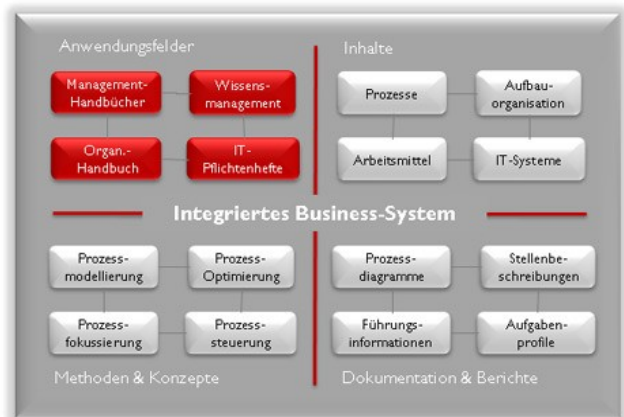 Anwendungsfelder
Management-
Handbücher
Wissens-
management
Organ.-
Handbuch
IT-
Pflichtenhefte
Inhalte
Prozesse
Aufbau-
organisation
Arbeitsmittel
IT-Systeme
Integriertes Business-System
Prozess-
modellierung
Prozess-
Optimierung
Prozess-
fokussierung
Prozess-
steuerung
Methoden & Konzepte
Prozess-
diagramme
Stellenbe-
schreibungen
Führungs-
informationen
Aufgaben-
profile
Dokumentation & Berichte